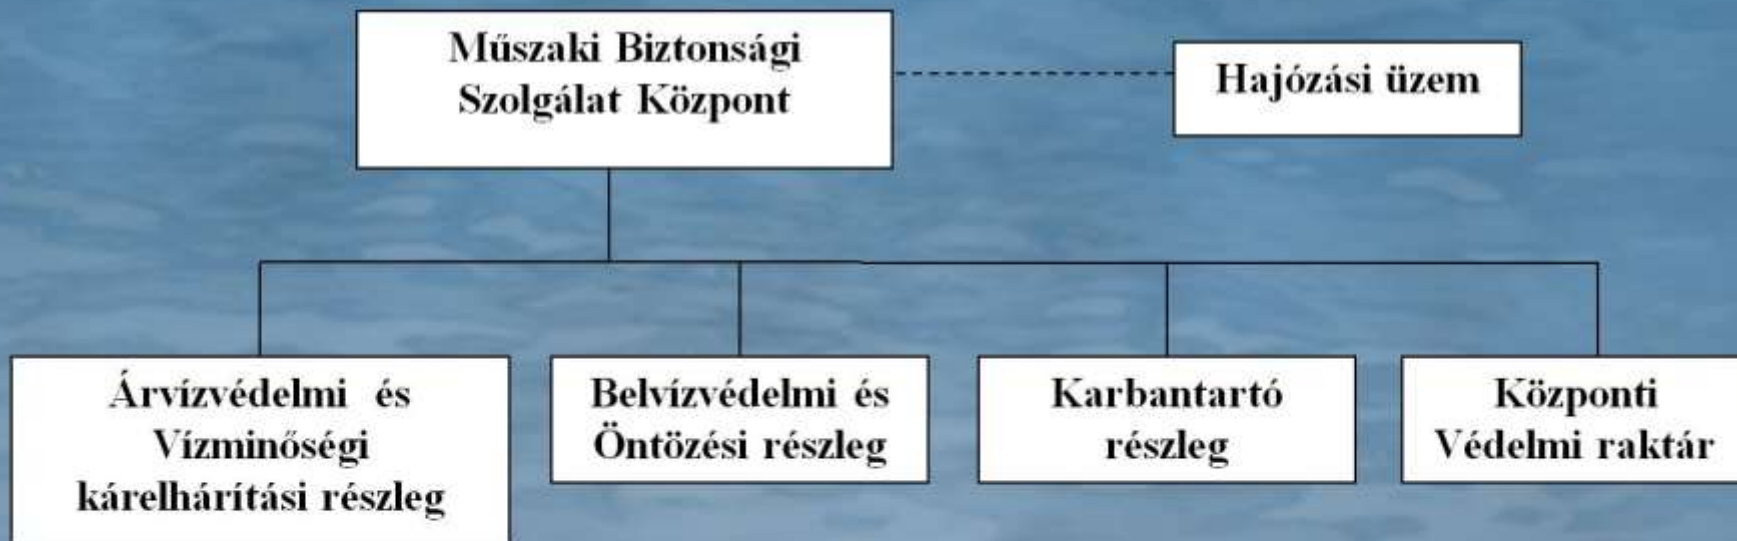 Műszaki Biztonsági
Szolgálat Központ
Hajózási üzem
Árvízvédelmi és
Vízminőségi
kárelhárítási részleg
Belvízvédelmi és
Öntözési részleg
Karbantartó
részleg
Központi
Védelmi raktár